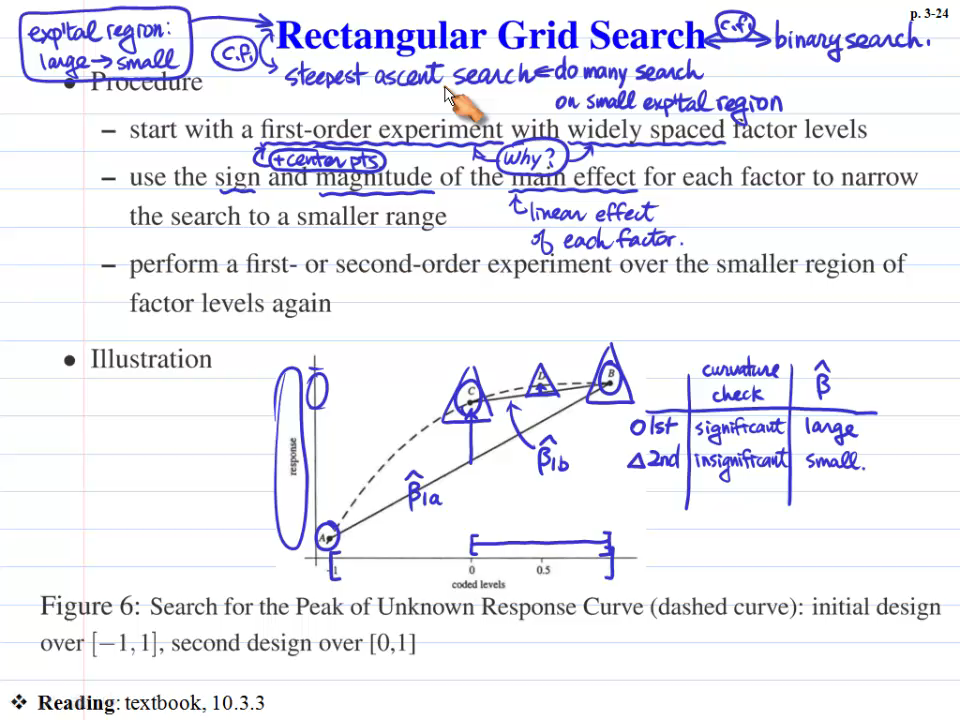 p. 3-24
exp'tal region:
large → small
c.f.
Rectangular Grid Search
c.f.
binary search.
steepest ascent search ⇐ do many search
on small exp'tal region
• Procedure
– start with a first-order experiment with widely spaced factor levels
+center pts.
Why?
– use the sign and magnitude of the main effect for each factor to narrow
the search to a smaller range
linear effect
of each factor.
– perform a first- or second-order experiment over the smaller region of
factor levels again
• Illustration
response
A
C
D
B
β̂1a
β̂1b
-1 0 0.5
coded levels
curvature check β̂
O 1st significant large
Δ 2nd insignificant small.
Figure 6: Search for the Peak of Unknown Response Curve (dashed curve): initial design
over [−1,1], second design over [0,1]
❖ Reading: textbook, 10.3.3